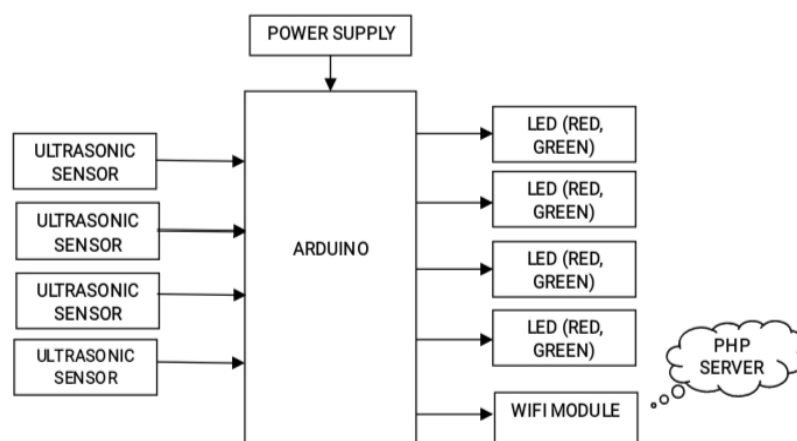 POWER SUPPLY
ULTRASONIC
SENSOR
ULTRASONIC
SENSOR
ULTRASONIC
SENSOR
ULTRASONIC
SENSOR
ARDUINO
LED (RED,
GREEN)
LED (RED,
GREEN)
LED (RED,
GREEN)
LED (RED,
GREEN)
WIFI MODULE
PHP
SERVER